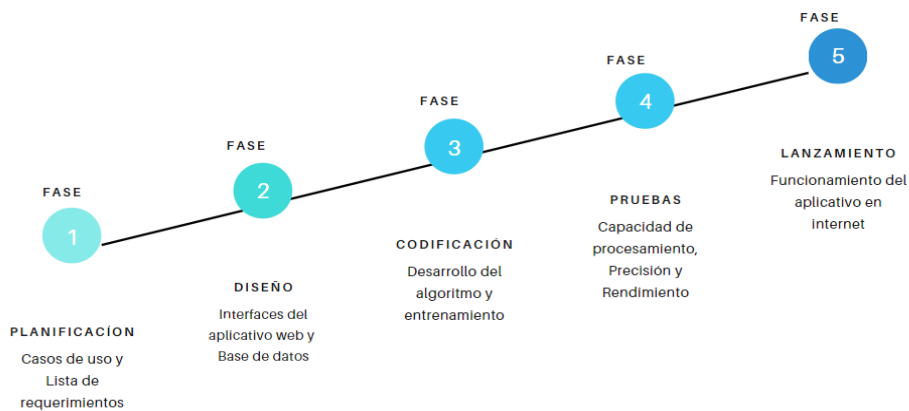 FASE
1
PLANIFICACÍON
Casos de uso y
Lista de
requerimientos
FASE
2
DISEÑO
Interfaces del
aplicativo web y
Base de datos
FASE
3
CODIFICACIÓN
Desarrollo del
algoritmo y
entrenamiento
FASE
4
PRUEBAS
Capacidad de
procesamiento,
Precisión y
Rendimiento
FASE
5
LANZAMIENTO
Funcionamiento del
aplicativo en
internet